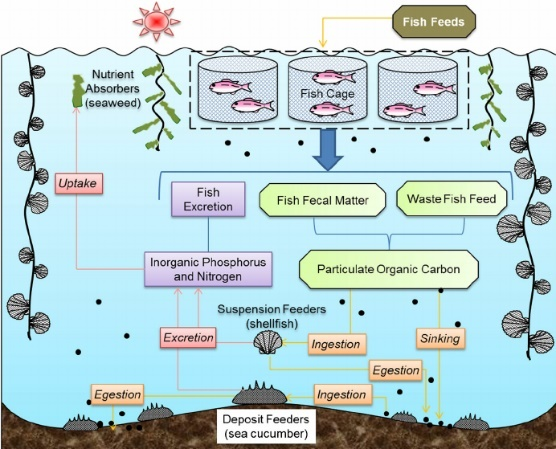 Fish Feeds
Nutrient
Absorbers
(seaweed)
Fish Cage
Uptake
Fish
Excretion
Fish Fecal Matter
Waste Fish Feed
Inorganic Phosphorus
and Nitrogen
Particulate Organic Carbon
Suspension Feeders
(shellfish)
Excretion
Ingestion
Sinking
Egestion
Egestion
Ingestion
Deposit Feeders
(sea cucumber)